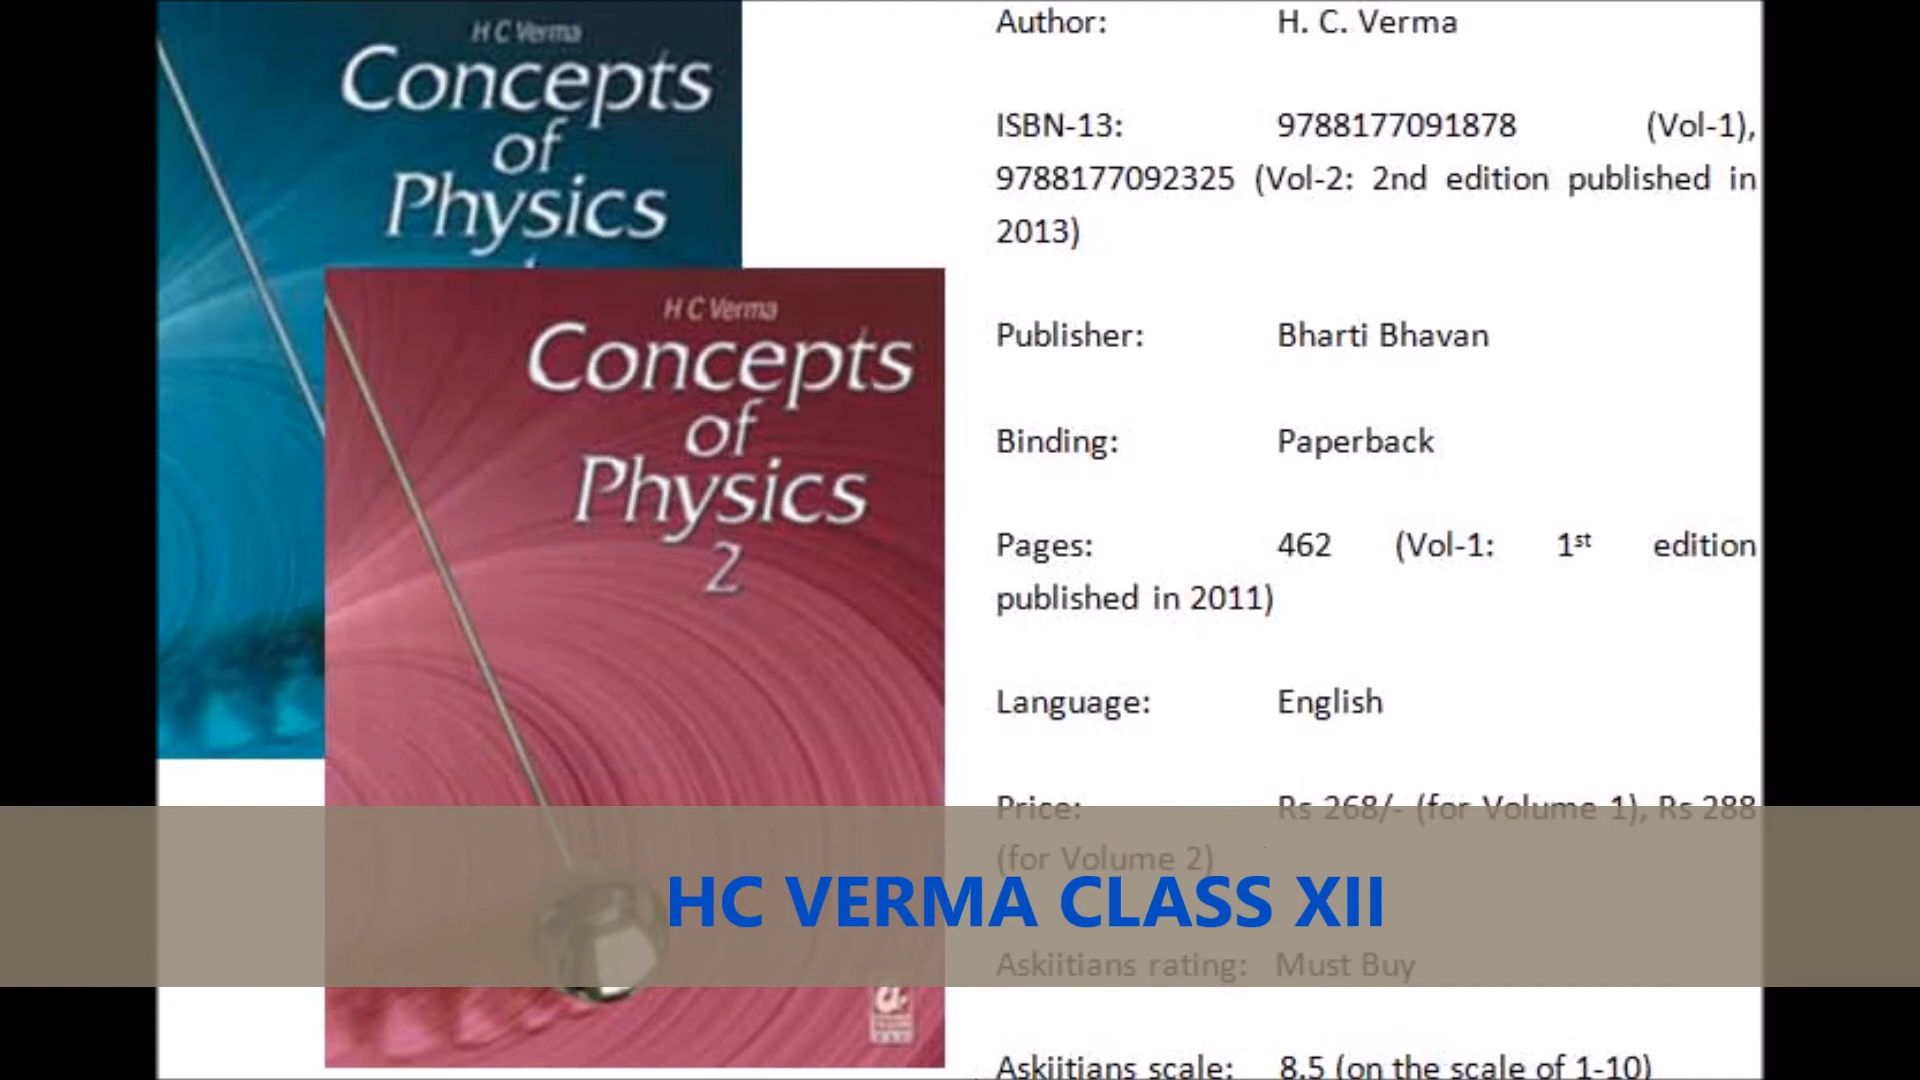 H C Verma
Concepts
of
Physics
H C Verma
Concepts
of
Physics
2
Author: H. C. Verma
ISBN-13: 9788177091878 (Vol-1),
9788177092325 (Vol-2: 2nd edition published in
2013)
Publisher: Bharti Bhavan
Binding: Paperback
Pages: 462 (Vol-1: 1st edition
published in 2011)
Language: English
Price: Rs 268/- (for Volume 1), Rs 288
(for Volume 2)
HC VERMA CLASS XII
Askiitians rating: Must Buy
Askiitians scale: 8.5 (on the scale of 1-10)